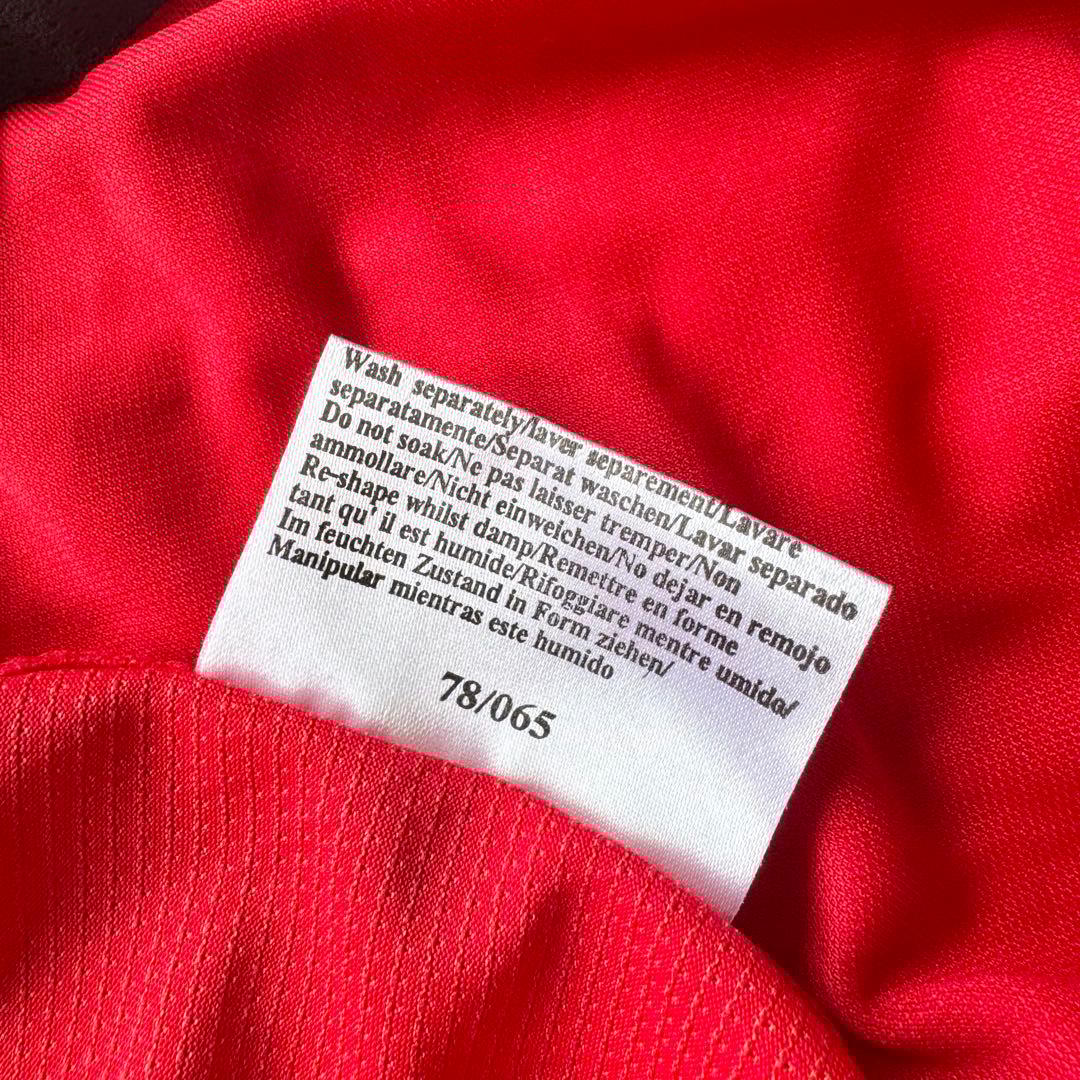 Wash separately/laver separement/Lavare
separatamente/Separat waschen/Lavar separado
Do not soak/Ne pas laisser tremper/Non
ammollare/Nicht einweichen/No dejar en remojo
Re-shape whilst damp/Remettre en forme
tant qu' il est humide/Rifoggiare mentre umido/
Im feuchten Zustand in Form ziehen/
Manipular mientras este humido
78/065